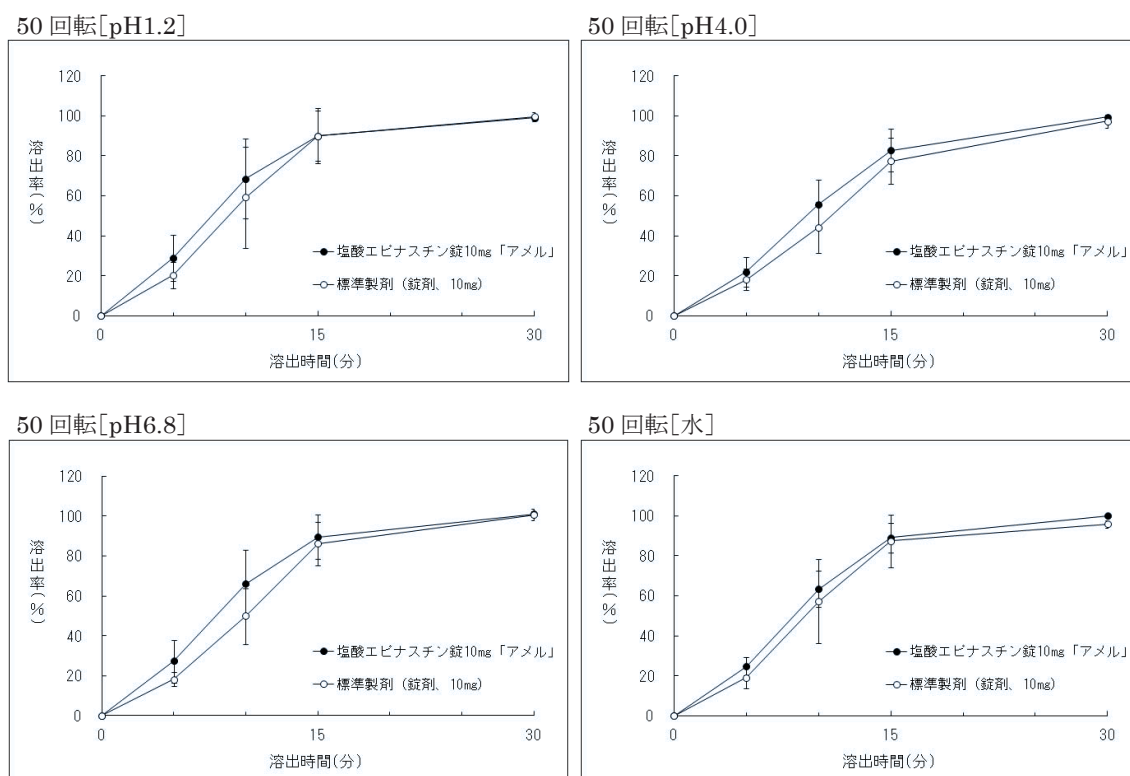 50 回転[pH1.2]
120
100
80
60
40
20
0
溶出率(%)
塩酸エピナスチン錠10mg「アメル」
標準製剤（錠剤、10mg）
0 15 30
溶出時間(分)
50 回転[pH4.0]
120
100
80
60
40
20
0
溶出率(%)
塩酸エピナスチン錠10mg「アメル」
標準製剤（錠剤、10mg）
0 15 30
溶出時間(分)
50 回転[pH6.8]
120
100
80
60
40
20
0
溶出率(%)
塩酸エピナスチン錠10mg「アメル」
標準製剤（錠剤、10mg）
0 15 30
溶出時間(分)
50 回転[水]
120
100
80
60
40
20
0
溶出率(%)
塩酸エピナスチン錠10mg「アメル」
標準製剤（錠剤、10mg）
0 15 30
溶出時間(分)